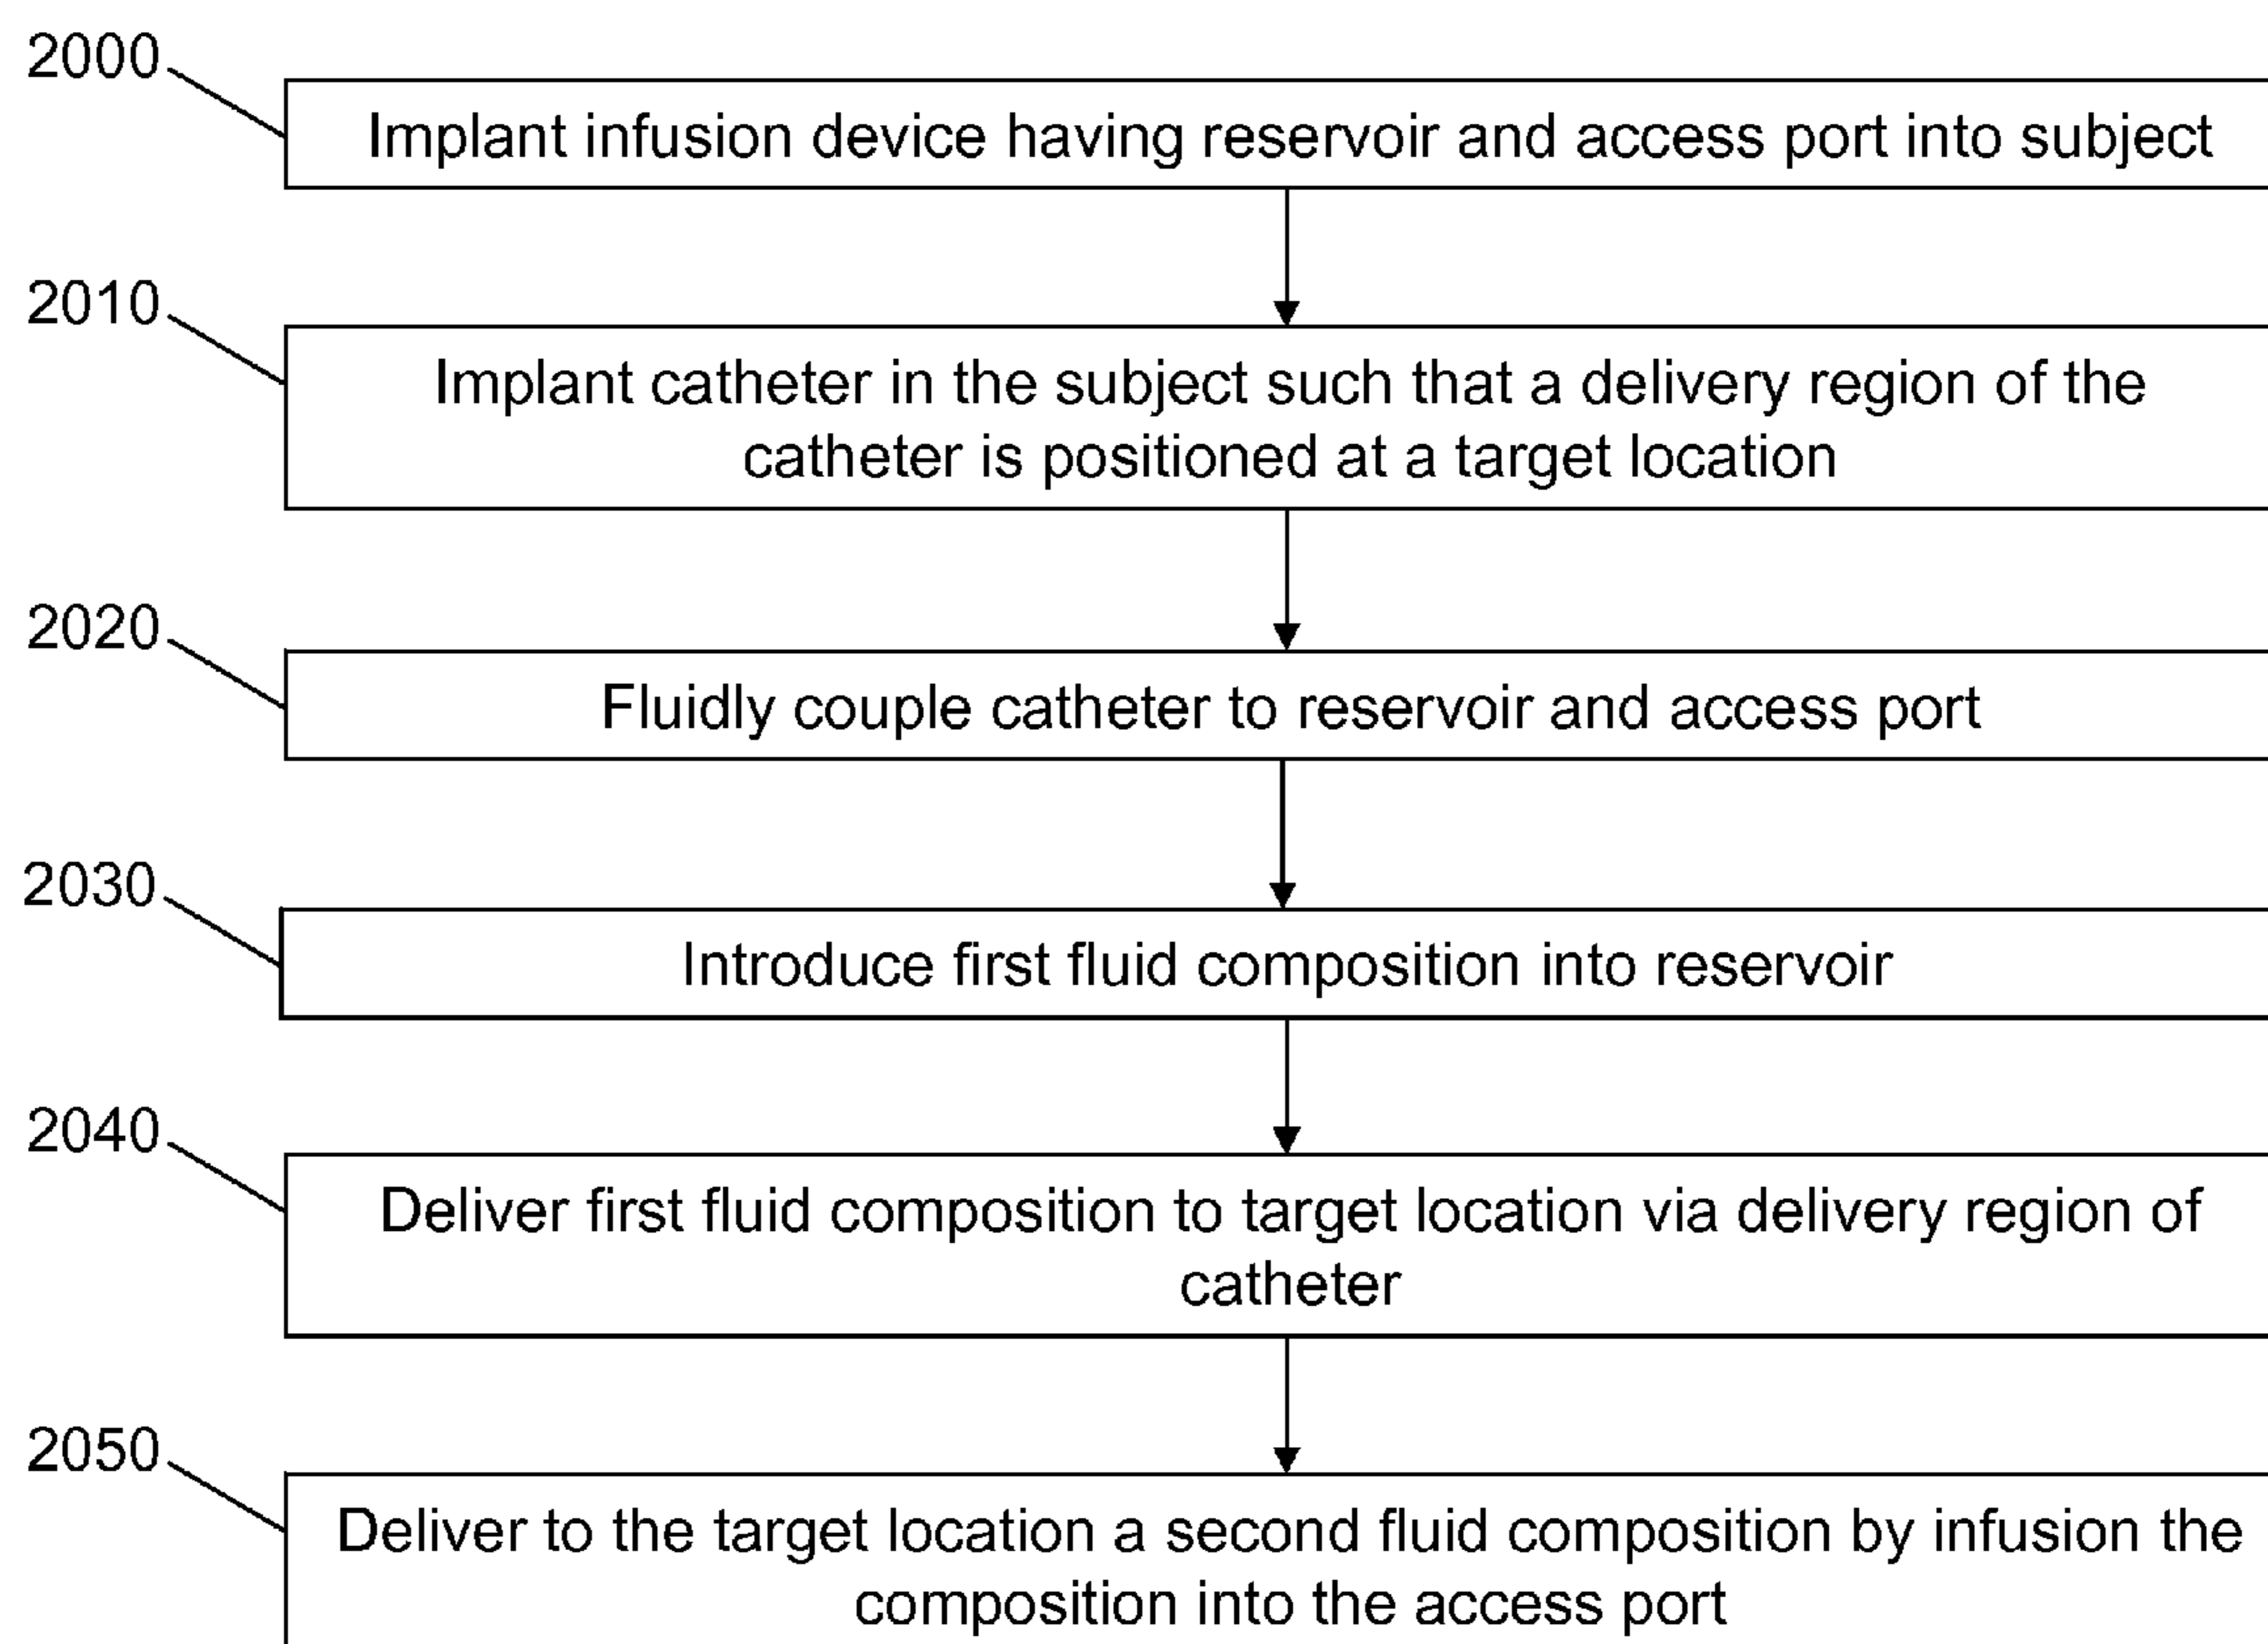 2000
Implant infusion device having reservoir and access port into subject
2010
Implant catheter in the subject such that a delivery region of the
catheter is positioned at a target location
2020
Fluidly couple catheter to reservoir and access port
2030
Introduce first fluid composition into reservoir
2040
Deliver first fluid composition to target location via delivery region of
catheter
2050
Deliver to the target location a second fluid composition by infusion the
composition into the access port